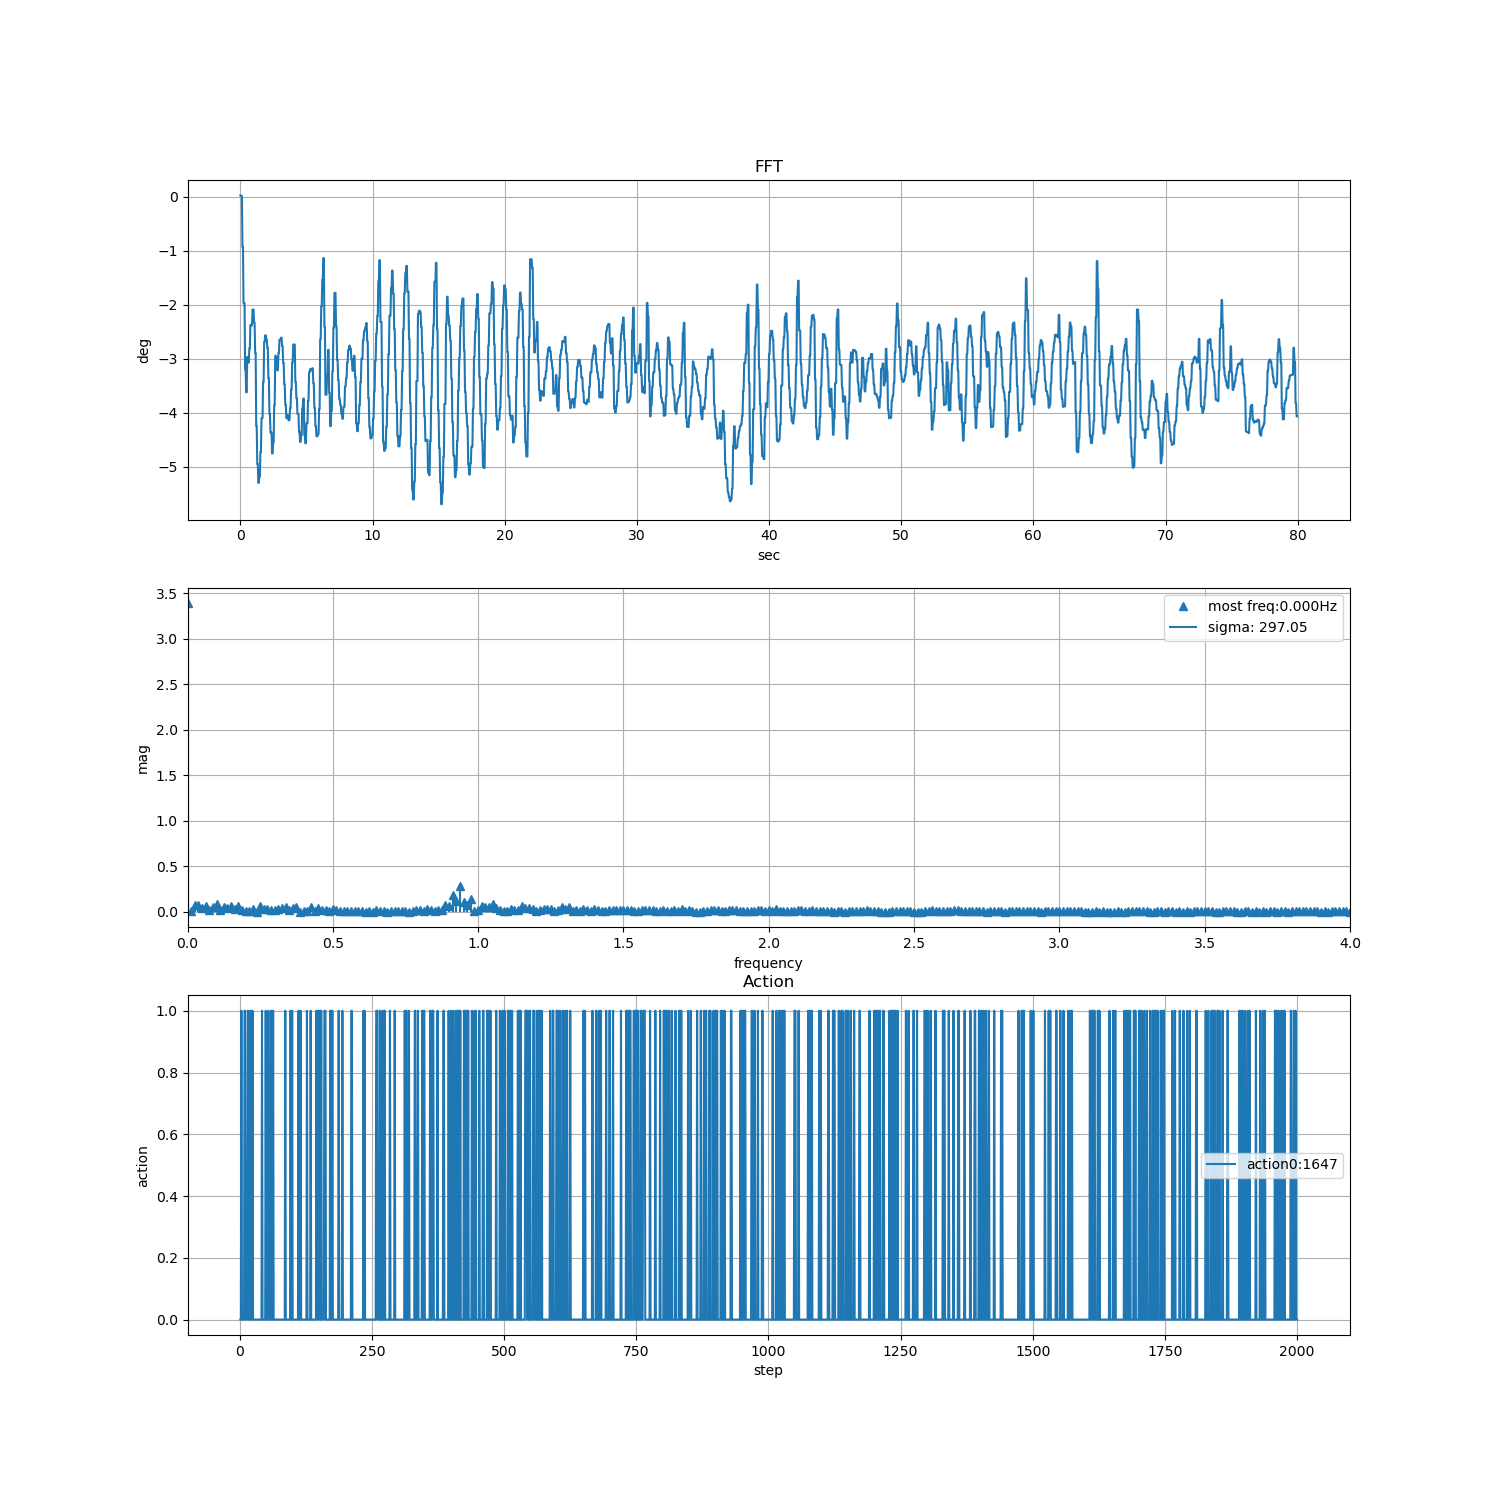 FFT
0
−1
−2
−3
−4
−5
deg
0 10 20 30 40 50 60 70 80
sec
3.5
3.0
2.5
2.0
1.5
1.0
0.5
0.0
mag
most freq:0.000Hz
sigma: 297.05
0.0 0.5 1.0 1.5 2.0 2.5 3.0 3.5 4.0
frequency
Action
1.0
0.8
0.6
0.4
0.2
0.0
action
action0:1647
0 250 500 750 1000 1250 1500 1750 2000
step